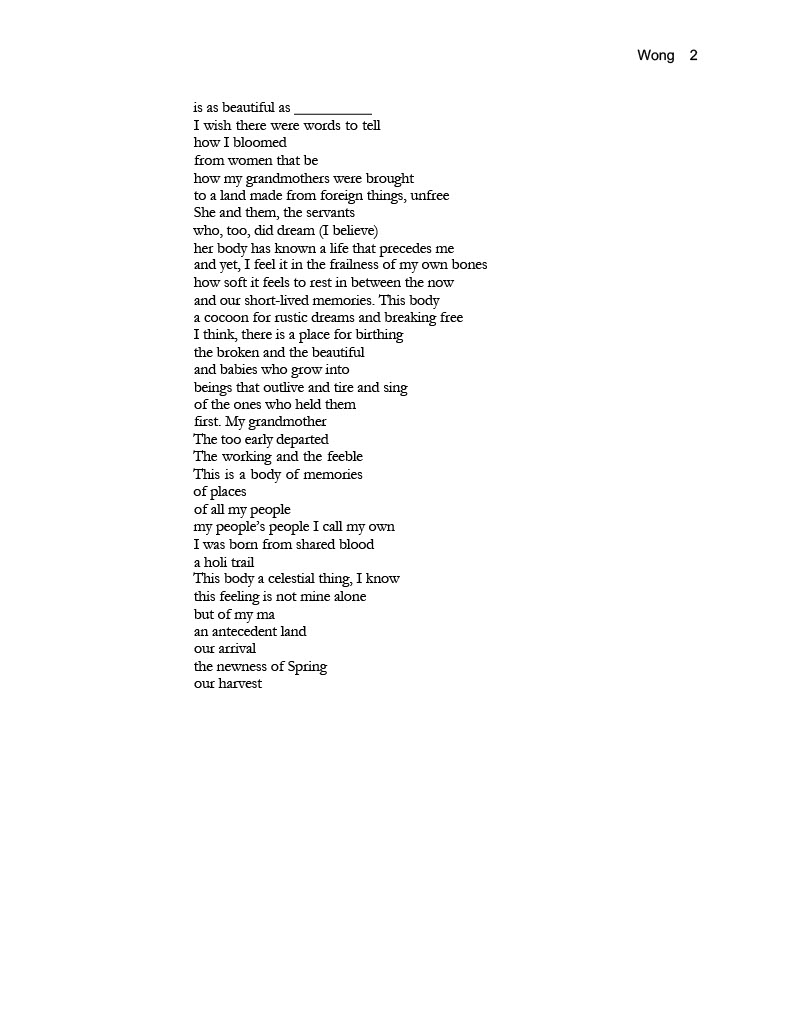 Wong 2
is as beautiful as __________
I wish there were words to tell
how I bloomed
from women that be
how my grandmothers were brought
to a land made from foreign things, unfree
She and them, the servants
who, too, did dream (I believe)
her body has known a life that precedes me
and yet, I feel it in the frailness of my own bones
how soft it feels to rest in between the now
and our short-lived memories. This body
a cocoon for rustic dreams and breaking free
I think, there is a place for birthing
the broken and the beautiful
and babies who grow into
beings that outlive and tire and sing
of the ones who held them
first. My grandmother
The too early departed
The working and the feeble
This is a body of memories
of places
of all my people
my people’s people I call my own
I was born from shared blood
a holi trail
This body a celestial thing, I know
this feeling is not mine alone
but of my ma
an antecedent land
our arrival
the newness of Spring
our harvest